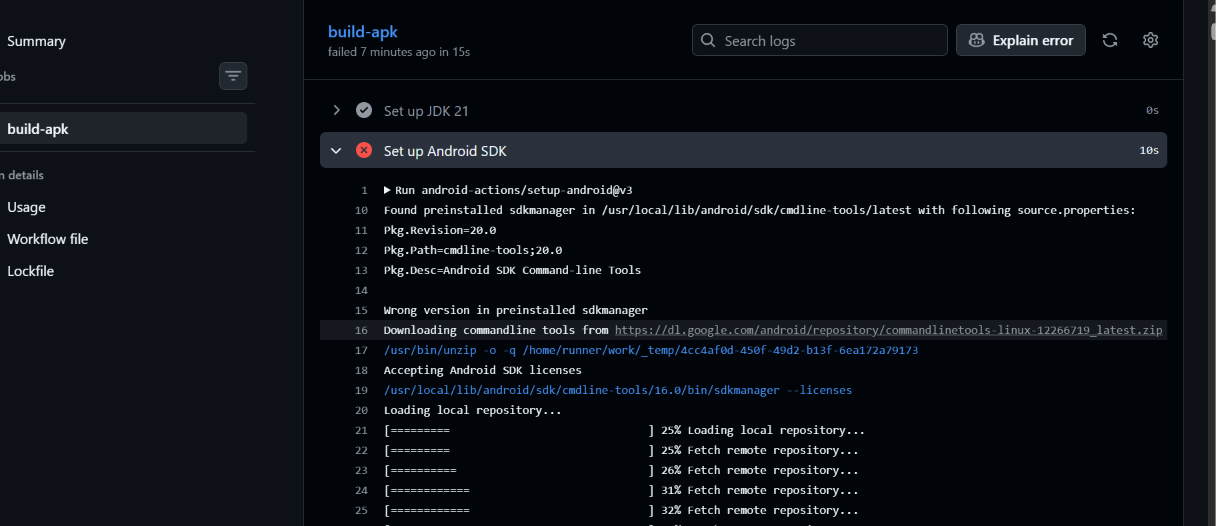 Summary
obs
build-apk
n details
Usage
Workflow file
Lockfile
build-apk
failed 7 minutes ago in 15s
Search logs
Explain error
Set up JDK 21
0s
Set up Android SDK
10s
1 Run android-actions/setup-android@v3
10 Found preinstalled sdkmanager in /usr/local/lib/android/sdk/cmdline-tools/latest with following source.properties:
11 Pkg.Revision=20.0
12 Pkg.Path=cmdline-tools;20.0
13 Pkg.Desc=Android SDK Command-line Tools
14
15 Wrong version in preinstalled sdkmanager
16 Downloading commandline tools from https://dl.google.com/android/repository/commandlinetools-linux-12266719_latest.zip
17 /usr/bin/unzip -o -q /home/runner/work/_temp/4cc4af0d-450f-49d2-b13f-6ea172a79173
18 Accepting Android SDK licenses
19 /usr/local/lib/android/sdk/cmdline-tools/16.0/bin/sdkmanager --licenses
20 Loading local repository...
21 [=========                              ] 25% Loading local repository...
22 [=========                              ] 25% Fetch remote repository...
23 [==========                             ] 26% Fetch remote repository...
24 [============                           ] 31% Fetch remote repository...
25 [============                           ] 32% Fetch remote repository...